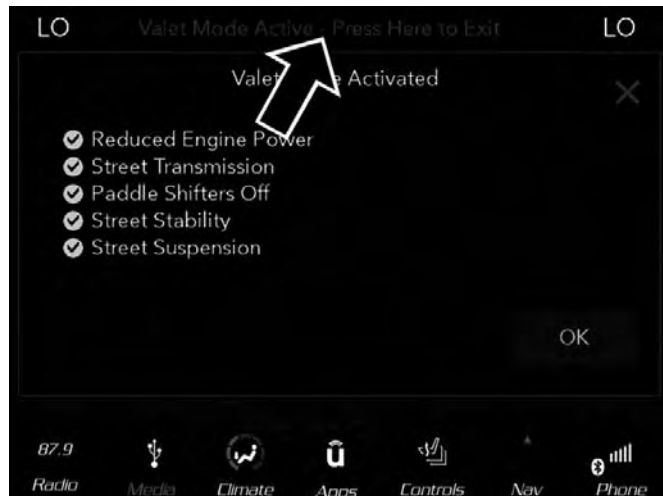 LO Valet Mode Active - Press Here to Exit LO
Valet Activated
Reduced Engine Power
Street Transmission
Paddle Shifters Off
Street Stability
Street Suspension
OK
87.9
Radio Media Climate Apps Controls Nav Phone